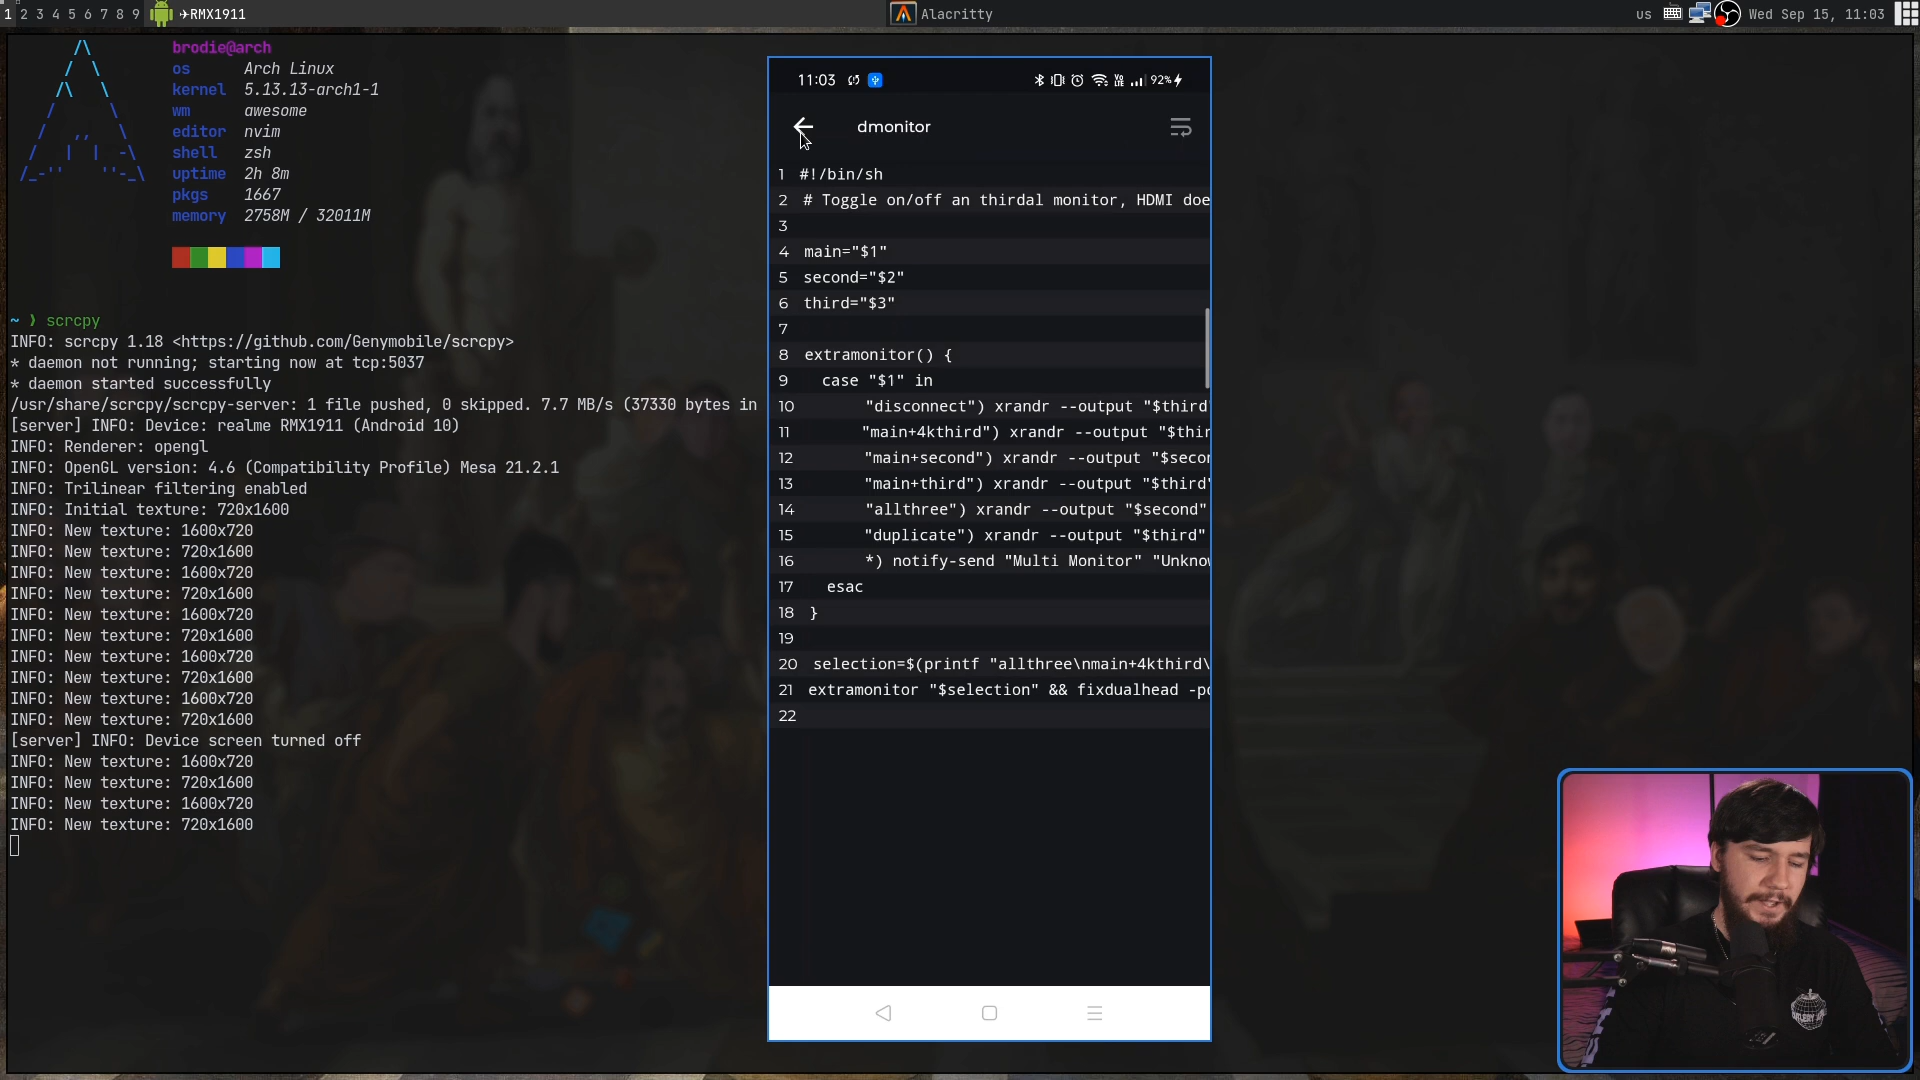 1 2 3 4 5 6 7 8 9 ✈RMX1911
Alacritty
us Wed Sep 15, 11:03
brodie@arch
os Arch Linux
kernel 5.13.13-arch1-1
wm awesome
editor nvim
shell zsh
uptime 2h 8m
pkgs 1667
memory 2758M / 32011M
~ ❯ scrcpy
INFO: scrcpy 1.18 <https://github.com/Genymobile/scrcpy>
* daemon not running; starting now at tcp:5037
* daemon started successfully
/usr/share/scrcpy/scrcpy-server: 1 file pushed, 0 skipped. 7.7 MB/s (37330 bytes in
[server] INFO: Device: realme RMX1911 (Android 10)
INFO: Renderer: opengl
INFO: OpenGL version: 4.6 (Compatibility Profile) Mesa 21.2.1
INFO: Trilinear filtering enabled
INFO: Initial texture: 720x1600
INFO: New texture: 1600x720
INFO: New texture: 720x1600
INFO: New texture: 1600x720
INFO: New texture: 720x1600
INFO: New texture: 1600x720
INFO: New texture: 720x1600
INFO: New texture: 1600x720
INFO: New texture: 720x1600
INFO: New texture: 1600x720
INFO: New texture: 720x1600
[server] INFO: Device screen turned off
INFO: New texture: 1600x720
INFO: New texture: 720x1600
INFO: New texture: 1600x720
INFO: New texture: 720x1600
11:03 92%
dmonitor
1 #!/bin/sh
2 # Toggle on/off an thirdal monitor, HDMI doe
3
4 main="$1"
5 second="$2"
6 third="$3"
7
8 extramonitor() {
9 case "$1" in
10 "disconnect") xrandr --output "$third"
11 "main+4kthird") xrandr --output "$thir
12 "main+second") xrandr --output "$secon
13 "main+third") xrandr --output "$third"
14 "allthree") xrandr --output "$second"
15 "duplicate") xrandr --output "$third"
16 *) notify-send "Multi Monitor" "Unknow
17 esac
18 }
19
20 selection=$(printf "allthree\nmain+4kthird\
21 extramonitor "$selection" && fixdualhead -po
22